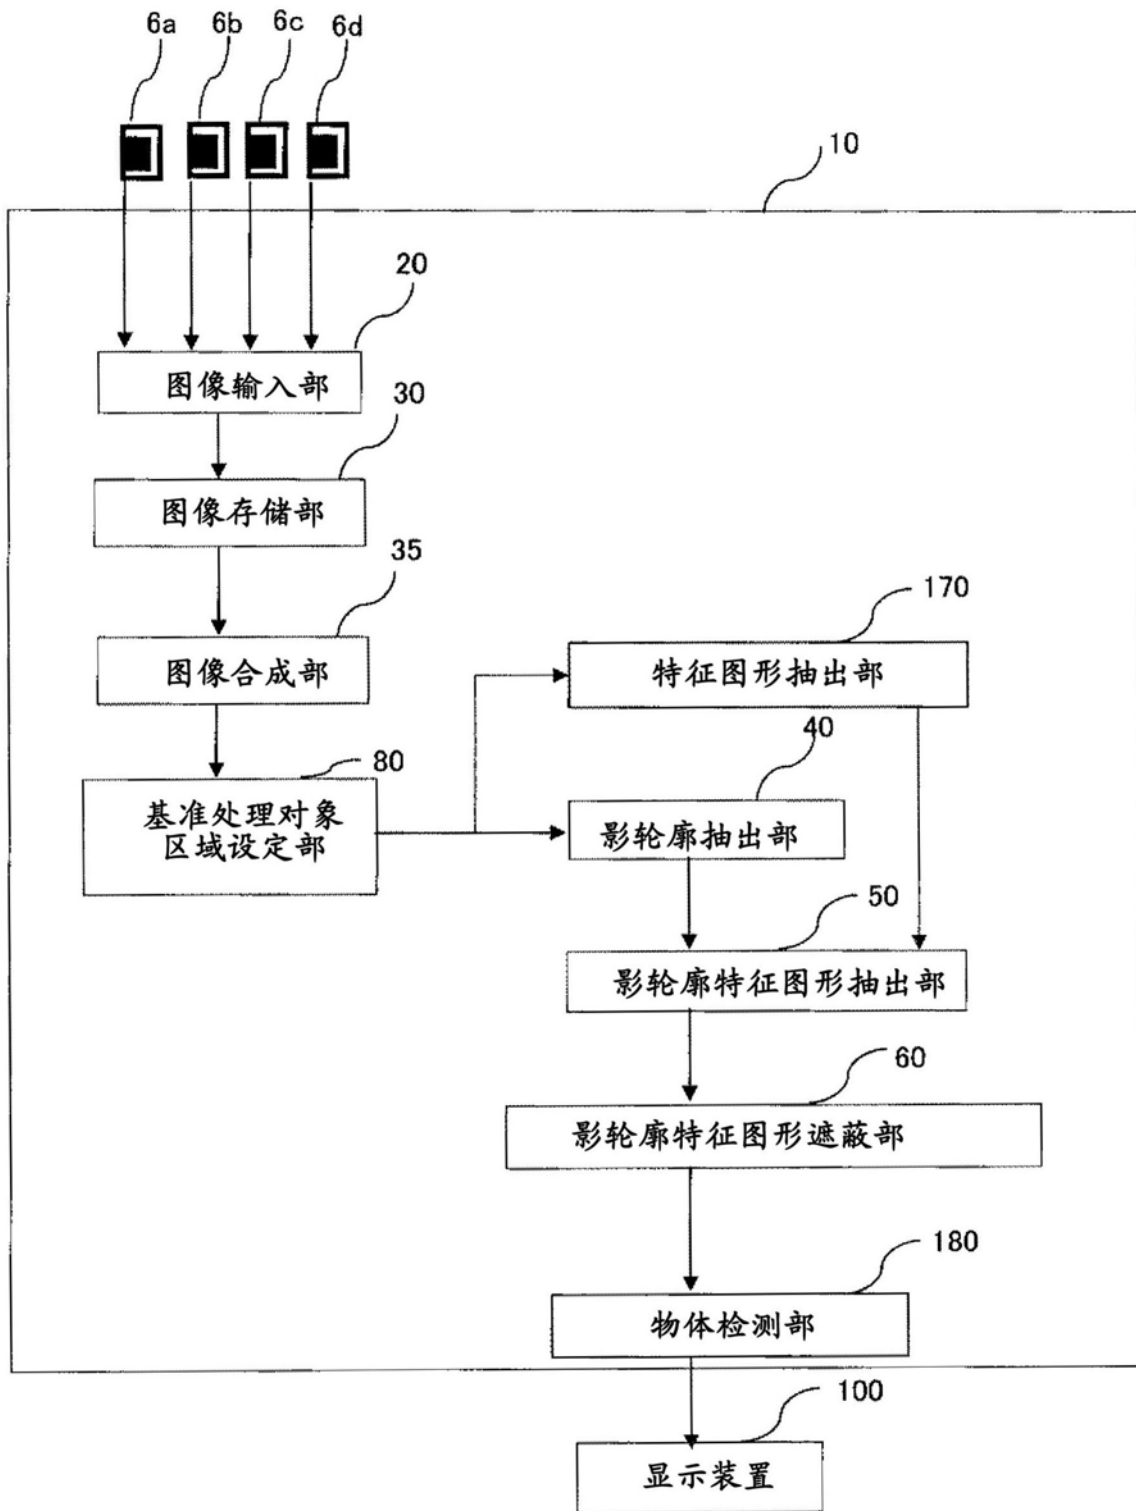 6a 6b 6c 6d
10
20
图像输入部
30
图像存储部
35
图像合成部
170
特征图形抽出部
40
80
基准处理对象
区域设定部
影轮廓抽出部
50
影轮廓特征图形抽出部
60
影轮廓特征图形遮蔽部
180
物体检测部
100
显示装置